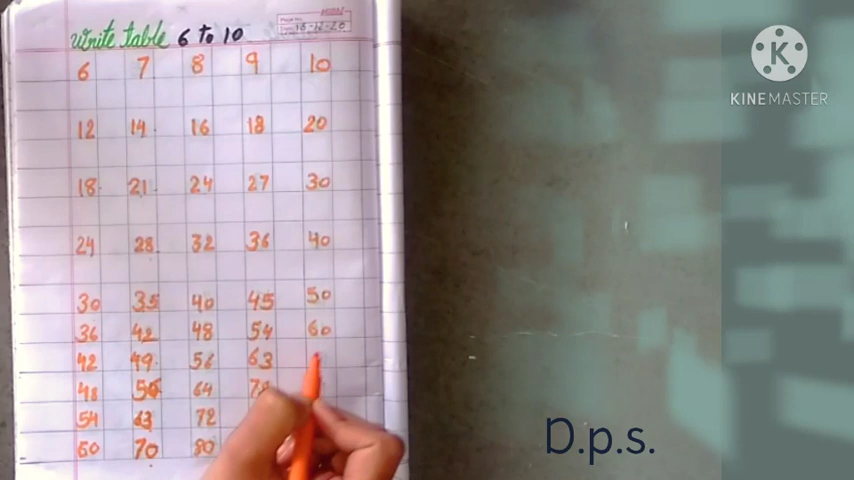 write table 6 to 10
6 7 8 9 10
12 14 16 18 20
18 21 24 27 30
24 28 32 36 40
30 35 40 45 50
36 42 48 54 60
42 49 56 63
48 56 64
54 63 72
60 70 80
KINEMASTER
D.p.s.